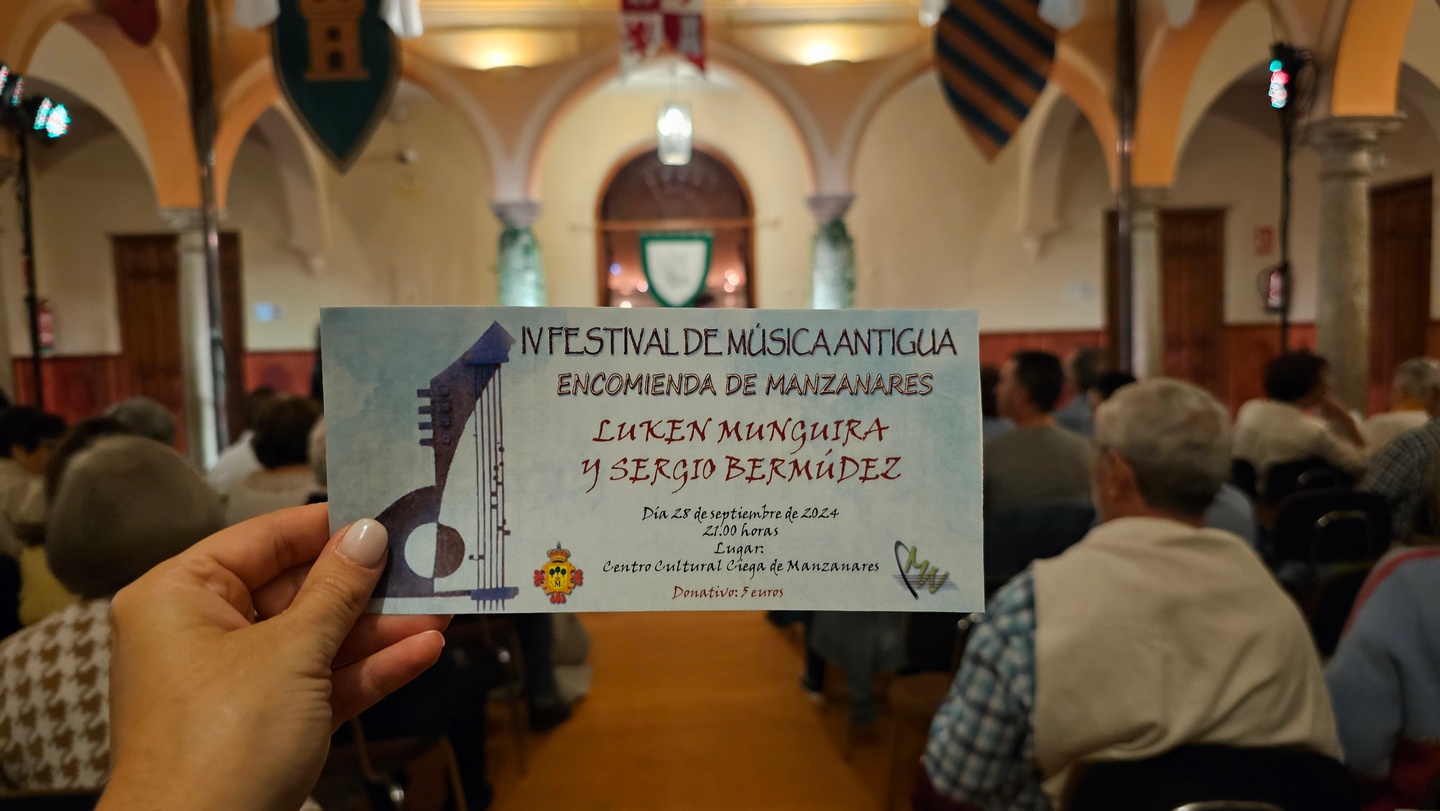 IV FESTIVAL DE MÚSICA ANTIGUA
ENCOMIENDA DE MANZANARES
LUKEN MUNGUIRA
Y SERGIO BERMÚDEZ
Día 28 de septiembre de 2024
21.00 horas
Lugar:
Centro Cultural Ciega de Manzanares
Donativo: 5 euros